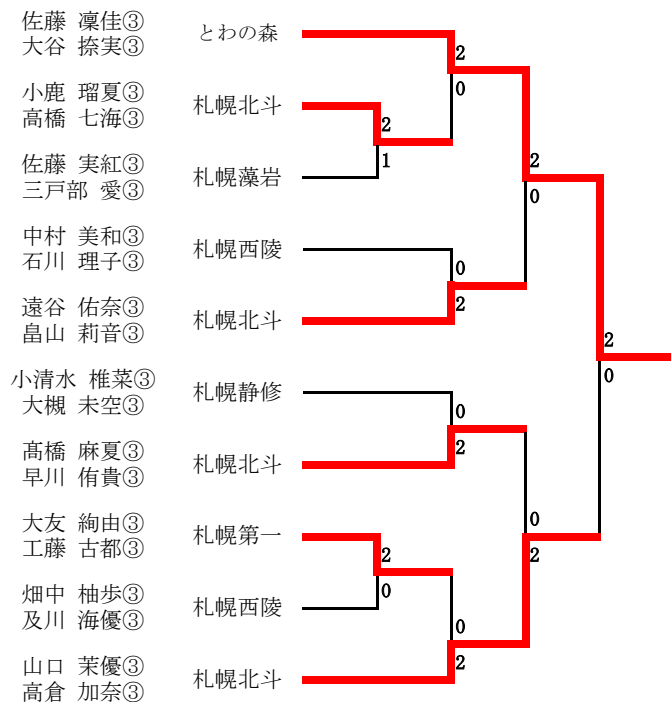 佐藤 凜佳③
大谷 捺実③
とわの森
小鹿 瑠夏③
高橋 七海③
札幌北斗
佐藤 実紅③
三戸部 愛③
札幌藻岩
中村 美和③
石川 理子③
札幌西陵
遠谷 佑奈③
畠山 莉音③
札幌北斗
小清水 椎菜③
大槻 未空③
札幌静修
髙橋 麻夏③
早川 侑貴③
札幌北斗
大友 絢由③
工藤 古都③
札幌第一
畑中 柚歩③
及川 海優③
札幌西陵
山口 茉優③
高倉 加奈③
札幌北斗
2
0
2
1
2
0
0
2
2
0
0
2
0
2
2
0
0
2